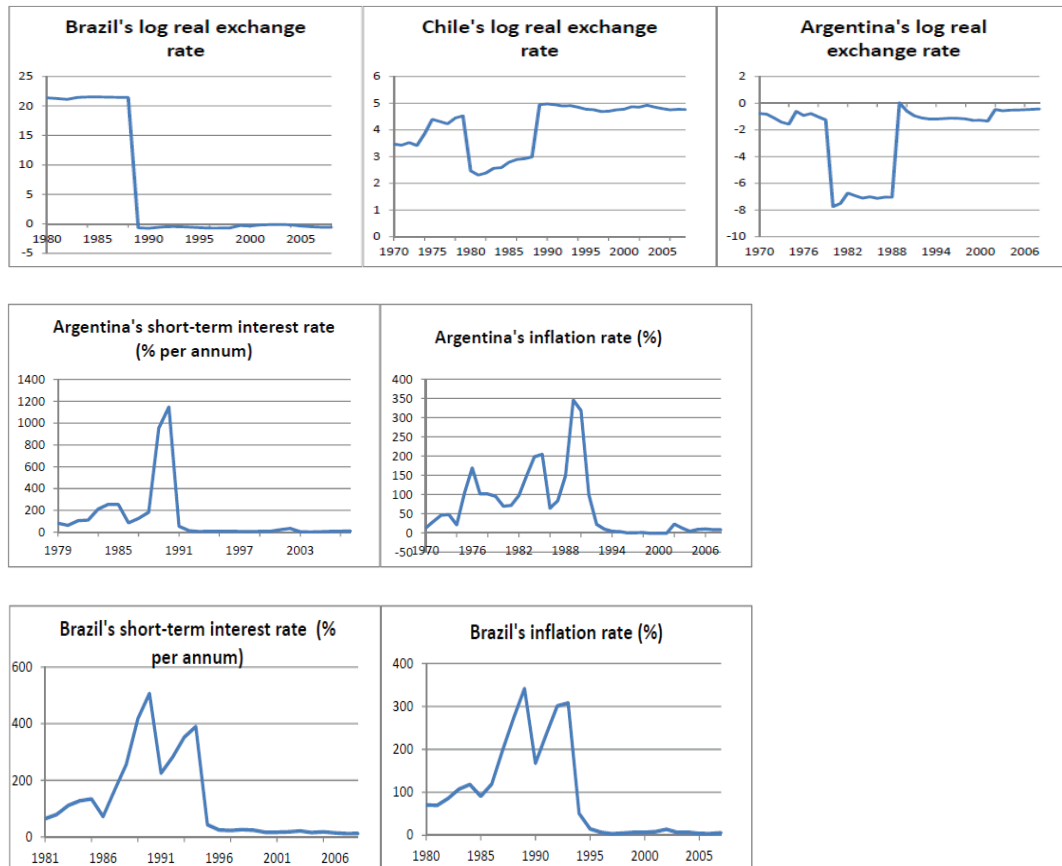 Brazil's log real exchange
rate
25
20
15
10
5
0
-5
1980 1985 1990 1995 2000 2005
Chile's log real exchange
rate
6
5
4
3
2
1
0
1970 1975 1980 1985 1990 1995 2000 2005
Argentina's log real
exchange rate
2
0
-2
-4
-6
-8
-10
1970 1976 1982 1988 1994 2000 2006
Argentina's short-term interest rate
(% per annum)
1400
1200
1000
800
600
400
200
0
1979 1985 1991 1997 2003
Argentina's inflation rate (%)
400
350
300
250
200
150
100
50
0
-50
1970 1976 1982 1988 1994 2000 2006
Brazil's short-term interest rate (%
per annum)
600
400
200
0
1981 1986 1991 1996 2001 2006
Brazil's inflation rate (%)
400
300
200
100
0
1980 1985 1990 1995 2000 2005